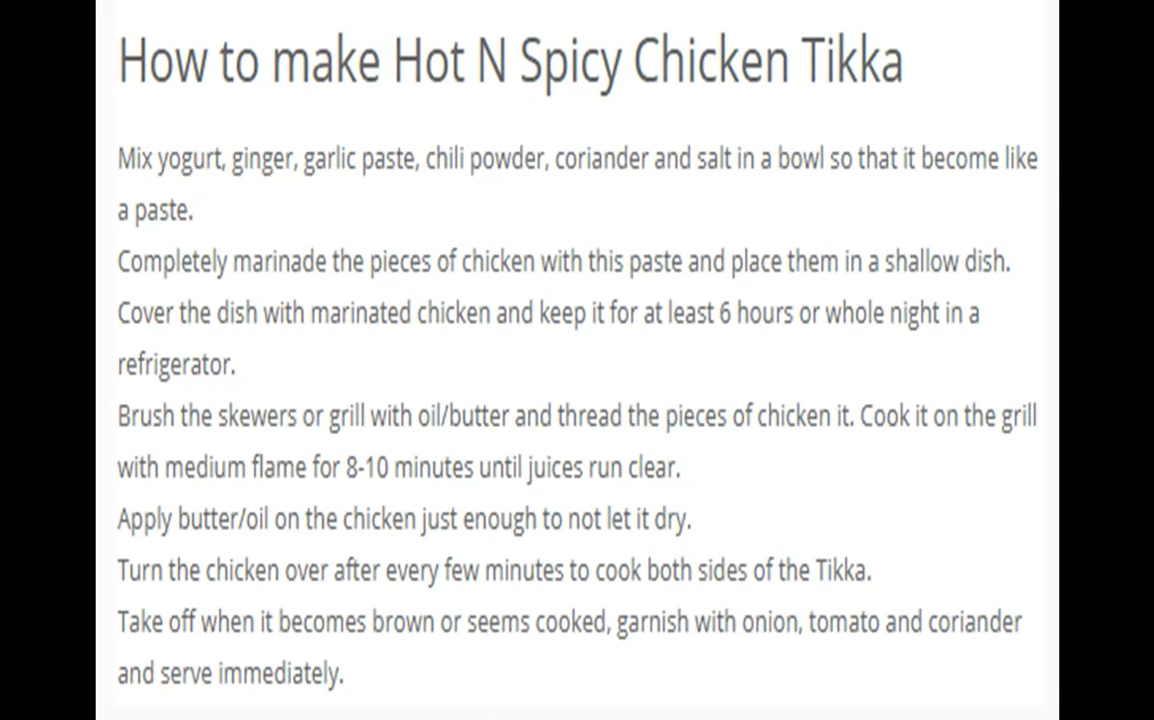 How to make Hot N Spicy Chicken Tikka
Mix yogurt, ginger, garlic paste, chili powder, coriander and salt in a bowl so that it become like
a paste.
Completely marinade the pieces of chicken with this paste and place them in a shallow dish.
Cover the dish with marinated chicken and keep it for at least 6 hours or whole night in a
refrigerator.
Brush the skewers or grill with oil/butter and thread the pieces of chicken it. Cook it on the grill
with medium flame for 8-10 minutes until juices run clear.
Apply butter/oil on the chicken just enough to not let it dry.
Turn the chicken over after every few minutes to cook both sides of the Tikka.
Take off when it becomes brown or seems cooked, garnish with onion, tomato and coriander
and serve immediately.